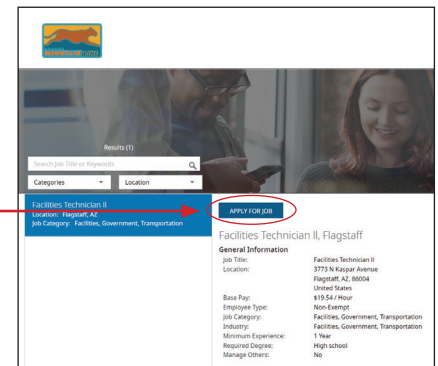 Results (1)
Search Job Title or Keywords
Categories
Location
Facilities Technician II
Location: Flagstaff, AZ
Job Category: Facilities, Government, Transportation
APPLY FOR JOB
Facilities Technician II, Flagstaff
General Information
Job Title: Facilities Technician II
Location: 3773 N Kaspar Avenue
Flagstaff, AZ, 86004
United States
Base Pay: $19.54 / Hour
Employee Type: Non-Exempt
Job Category: Facilities, Government, Transportation
Industry: Facilities, Government, Transportation
Minimum Experience: 1 Year
Required Degree: High school
Manage Others: No